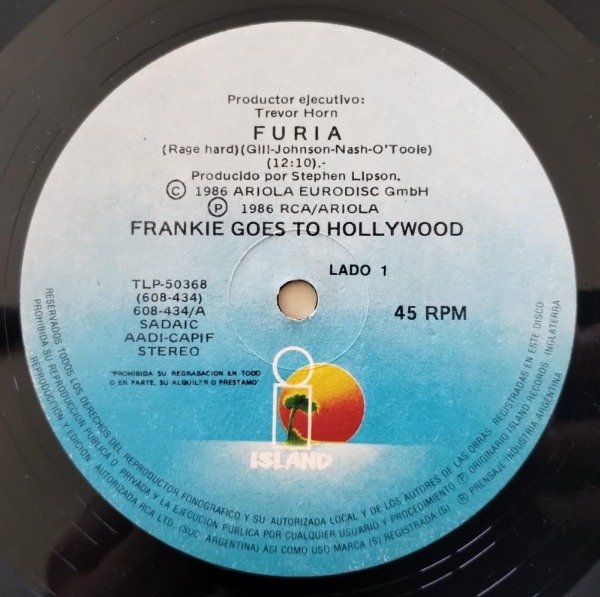 Productor ejecutivo:
Trevor Horn
FURIA
(Rage hard)(Gill-Johnson-Nash-O'Toole)
(12:10).-
Producido por Stephen Lipson.
Ⓒ 1986 ARIOLA EURODISC GmbH
Ⓟ 1986 RCA/ARIOLA
FRANKIE GOES TO HOLLYWOOD
LADO 1
TLP-50368
(608-434)
608-434/A
SADAIC
AADI-CAPIF
STEREO
45 RPM
"PROHIBIDA SU REGRABACION EN TODO
O EN PARTE, SU ALQUILER O PRESTAMO"
ISLAND
RESERVADOS TODOS LOS DERECHOS DEL REPRODUCTOR FONOGRAFICO Y SU AUTORIZADA LOCAL Y DE LOS AUTORES DE LAS OBRAS REGISTRADAS EN ESTE DISCO.
PROHIBIDA SU REPRODUCCION PUBLICA O PRIVADA Y LA EJECUCIÓN PÚBLICA POR CUALQUIER USUARIO Y PROCEDIMIENTO Ⓟ ORIGINARIO ISLAND RECORDS INGLATERRA
REPRODUCCION Y EDICIÓN AUTORIZADA RCA LTD. (SUC. ARGENTINA) ASI COMO USO MARCA (S) REGISTRADA (S) Ⓡ PRENSAJE INDUSTRIA ARGENTINA